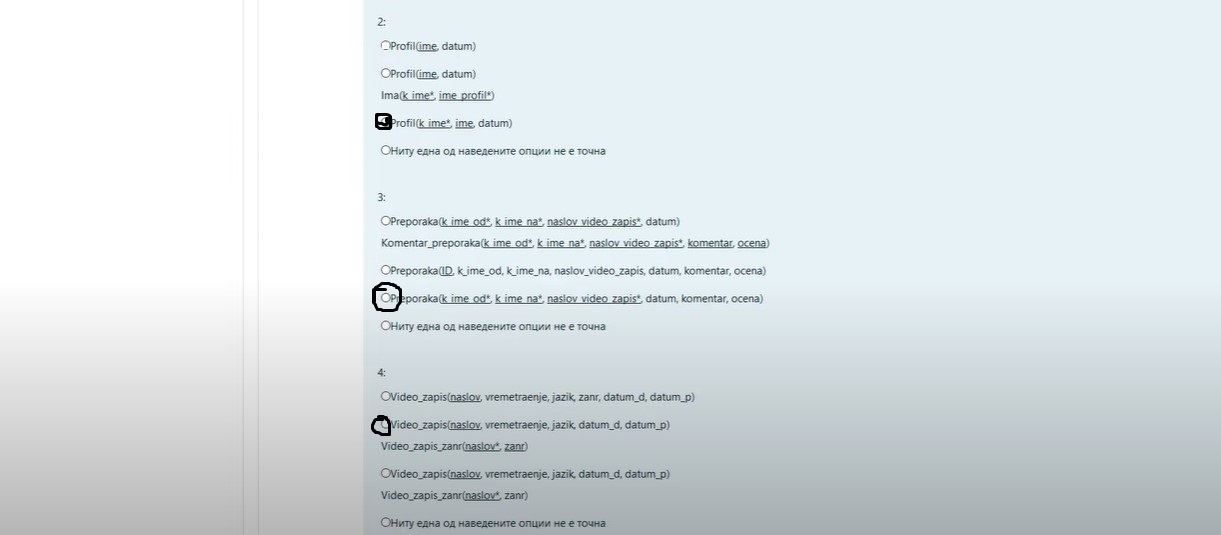 2:
Profil(ime, datum)
Profil(ime, datum)
Ima(k_ime*, ime_profil*)
Profil(k_ime*, ime, datum)
Ниту една од наведените опции не е точна
3:
Preporaka(k_ime_od*, k_ime_na*, naslov_video_zapis*, datum)
Komentar_preporaka(k_ime_od*, k_ime_na*, naslov_video_zapis*, komentar, ocena)
Preporaka(ID, k_ime_od, k_ime_na, naslov_video_zapis, datum, komentar, ocena)
Preporaka(k_ime_od*, k_ime_na*, naslov_video_zapis*, datum, komentar, ocena)
Ниту една од наведените опции не е точна
4:
Video_zapis(naslov, vremetraenje, jazik, zanr, datum_d, datum_p)
Video_zapis(naslov, vremetraenje, jazik, datum_d, datum_p)
Video_zapis_zanr(naslov*, zanr)
Video_zapis(naslov, vremetraenje, jazik, datum_d, datum_p)
Video_zapis_zanr(naslov*, zanr)
Ниту една од наведените опции не е точна